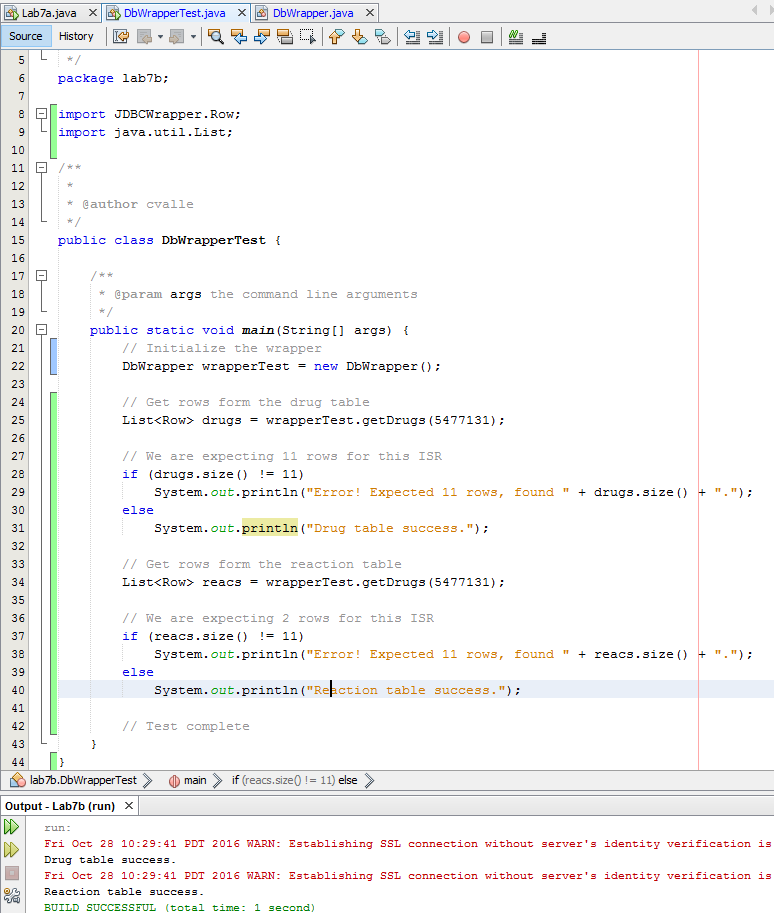 Lab7a.java DbWrapperTest.java DbWrapper.java
Source History
5 */
6 package lab7b;
7
8 import JDBCWrapper.Row;
9 import java.util.List;
10
11 /**
12 *
13 * @author cvalle
14 */
15 public class DbWrapperTest {
16
17 /**
18 * @param args the command line arguments
19 */
20 public static void main(String[] args) {
21 // Initialize the wrapper
22 DbWrapper wrapperTest = new DbWrapper();
23
24 // Get rows form the drug table
25 List<Row> drugs = wrapperTest.getDrugs(5477131);
26
27 // We are expecting 11 rows for this ISR
28 if (drugs.size() != 11)
29 System.out.println("Error! Expected 11 rows, found " + drugs.size() + ".");
30 else
31 System.out.println("Drug table success.");
32
33 // Get rows form the reaction table
34 List<Row> reacs = wrapperTest.getDrugs(5477131);
35
36 // We are expecting 2 rows for this ISR
37 if (reacs.size() != 11)
38 System.out.println("Error! Expected 11 rows, found " + reacs.size() + ".");
39 else
40 System.out.println("Reaction table success.");
41
42 // Test complete
43 }
44 }
lab7b.DbWrapperTest main if (reacs.size() != 11) else
Output - Lab7b (run)
run:
Fri Oct 28 10:29:41 PDT 2016 WARN: Establishing SSL connection without server's identity verification is
Drug table success.
Fri Oct 28 10:29:41 PDT 2016 WARN: Establishing SSL connection without server's identity verification is
Reaction table success.
BUILD SUCCESSFUL (total time: 1 second)